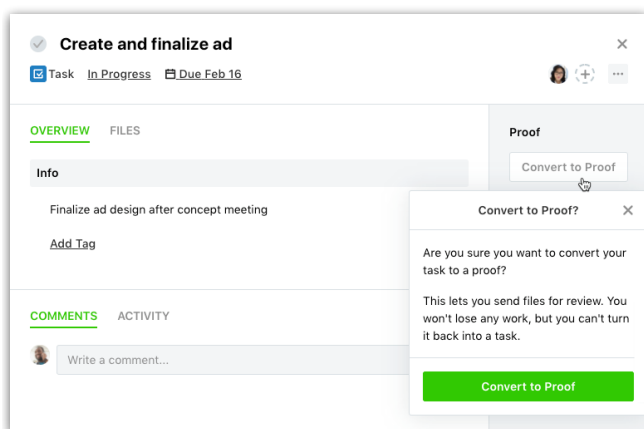 Create and finalize ad
Task In Progress Due Feb 16
OVERVIEW FILES
Info
Finalize ad design after concept meeting
Add Tag
COMMENTS ACTIVITY
Write a comment...
Proof
Convert to Proof
Convert to Proof?
Are you sure you want to convert your
task to a proof?
This lets you send files for review. You
won't lose any work, but you can't turn
it back into a task.
Convert to Proof